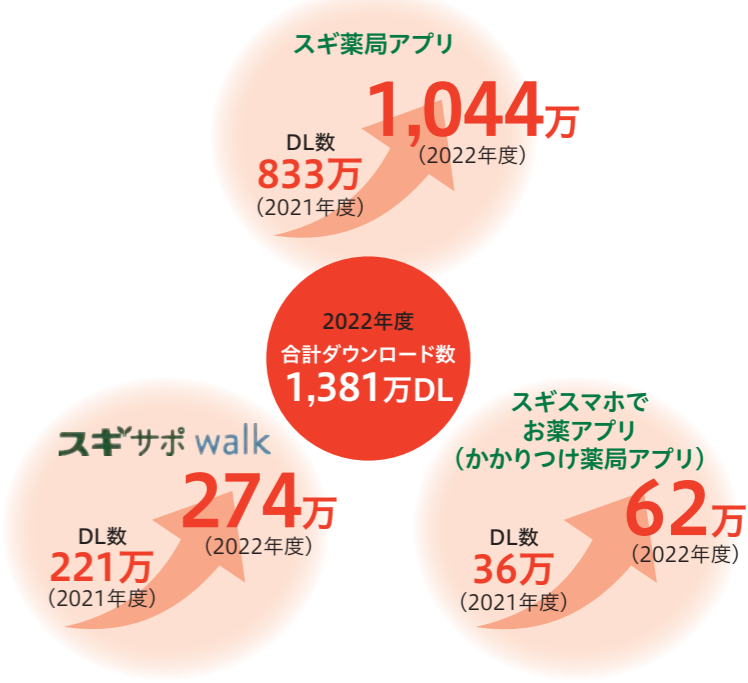 スギ薬局アプリ
1,044万
（2022年度）
DL数
833万
（2021年度）
2022年度
合計ダウンロード数
1,381万DL
スギサポ walk
274万
（2022年度）
DL数
221万
（2021年度）
スギスマホで
お薬アプリ
（かかりつけ薬局アプリ）
62万
（2022年度）
DL数
36万
（2021年度）